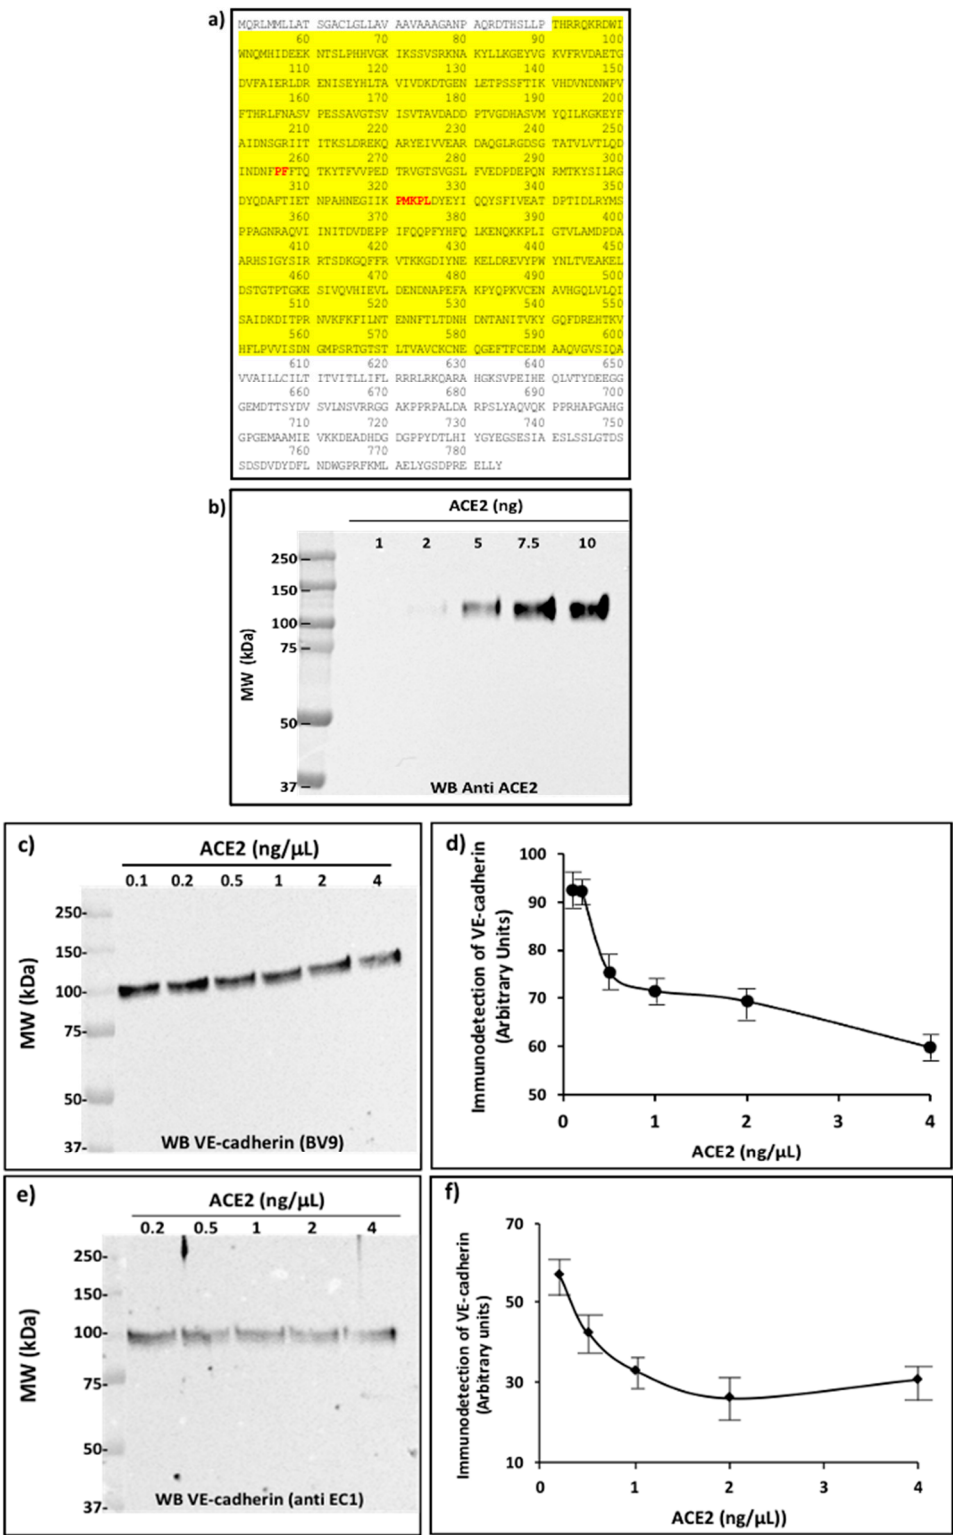 a)
MQRLMMLLAT SGACLGLLAV AAVAAAGANP AQRDTHSLLP THRRQKRDWI
60 70 80 90 100
WNQMHIDEEK NTSLPHHVGK IKSSVSRKNA KYLLKGEYVG KVFRVDAETG
110 120 130 140 150
DVFAIERLDR ENISEYHLTA VIVDKDTGEN LETPSSFTIK VHDVNDNWPV
160 170 180 190 200
FTHRLFNASV PESSAVGTSV ISVTAVDADD PTVGDHASVM YQILKGKEYF
210 220 230 240 250
AIDNSGRIIT ITKSLDREKQ ARYEIVVEAR DAQGLRGDSG TATVLVTLQD
260 270 280 290 300
INDNFPFFTQ TKYTFVVPED TRVGTSVGSL FVEDPDEPQN RMTKYSILRG
310 320 330 340 350
DYQDAFTIET NPAHNEGIIK PMKPLDYEYI QQYSFIVEAT DPTIDLRYMS
360 370 380 390 400
PPAGNRAQVI INITDVDEPP IFQQPFYHFQ LKENQKKPLI GTVLAMDPDA
410 420 430 440 450
ARHSIGYSIR RTSDKGQFFR VTKKGDIYNE KELDREVYPW YNLTVEAKEL
460 470 480 490 500
DSTGTPTGKE SIVQVHIEVL DENDNAPEFA KPYQPKVCEN AVHGQLVLQI
510 520 530 540 550
SAIDKDITPR NVKFKFILNT ENNFTLTDNH DNTANITVKY GQFDREHTKV
560 570 580 590 600
HFLPVVISDN GMPSRTGTST LTVAVCKCNE QGEFTFCEDM AAQVGVSIQA
610 620 630 640 650
VVAILLCILT ITVITLLIFL RRRLRKQARA HGKSVPEIHE QLVTYDEEGG
660 670 680 690 700
GEMDTTSYDV SVLNSVRRGG AKPPRPALDA RPSLYAQVQK PPRHAPGAHG
710 720 730 740 750
GPGEMAAMIE VKKDEADHDG DGPPYDTLHI YGYEGSESIA ESLSSLGTDS
760 770 780
SDSDVDYDFL NDWGPRFKML AELYGSDPRE ELLY
b)
ACE2 (ng)
1 2 5 7.5 10
250
150
100
75
50
37
MW (kDa)
WB Anti ACE2
c)
ACE2 (ng/µL)
0.1 0.2 0.5 1 2 4
250-
150-
100-
75-
50-
37-
MW (kDa)
WB VE-cadherin (BV9)
d)
Immunodetection of VE-cadherin
(Arbitrary Units)
100
90
80
70
60
50
0 1 2 3 4
ACE2 (ng/µL)
e)
ACE2 (ng/µL)
0.2 0.5 1 2 4
250-
150-
100-
75-
50-
37-
MW (kDa)
WB VE-cadherin (anti EC1)
f)
Immunodetection of VE-cadherin
(Arbitrary units)
70
50
30
10
0 1 2 3 4
ACE2 (ng/µL))